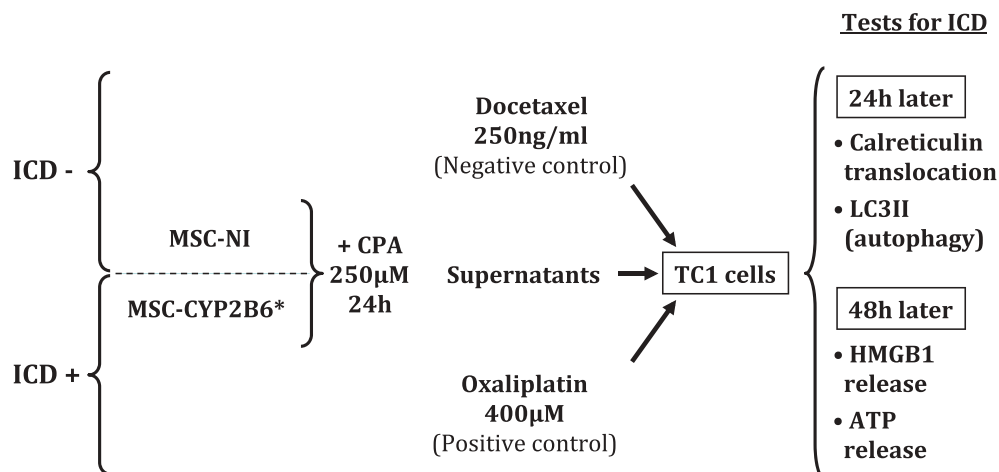 Tests for ICD
24h later
• Calreticulin
translocation
• LC3II
(autophagy)
48h later
• HMGB1
release
• ATP
release
ICD -
ICD +
MSC-NI
MSC-CYP2B6*
+ CPA
250µM
24h
Docetaxel
250ng/ml
(Negative control)
Supernatants
TC1 cells
Oxaliplatin
400µM
(Positive control)